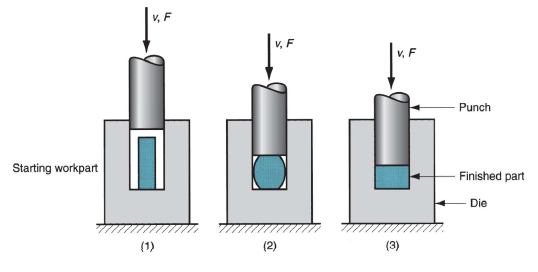 v, F
v, F
v, F
Punch
Starting workpart
Finished part
Die
(1)
(2)
(3)